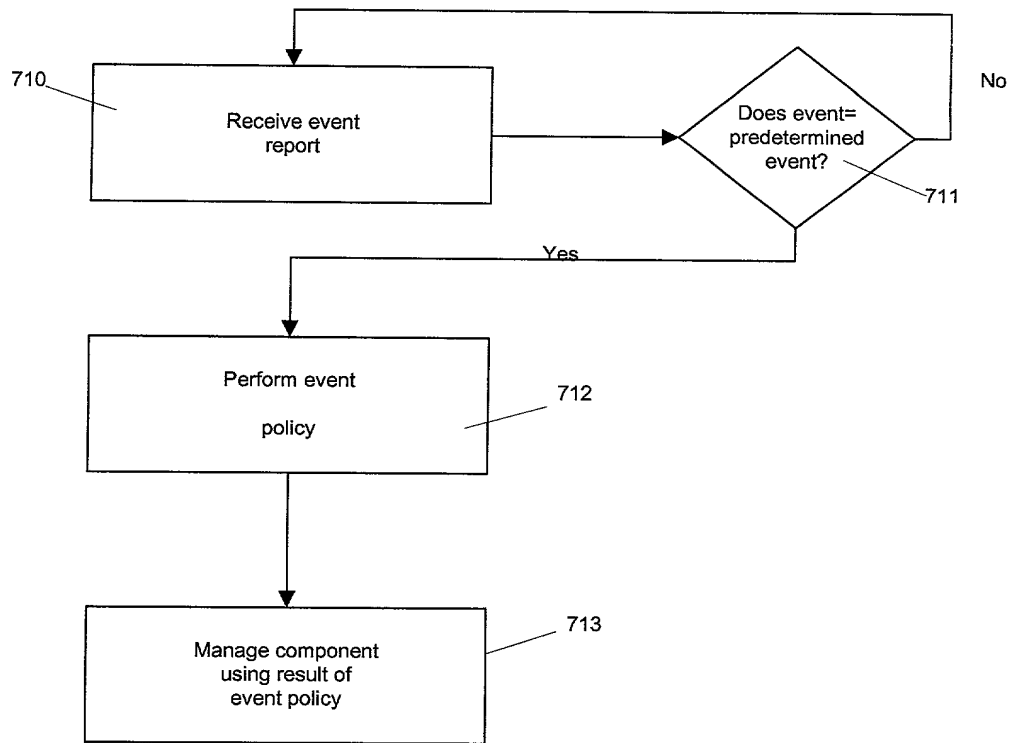 710
Receive event
report
Does event=
predetermined
event?
711
No
Yes
Perform event
policy
712
Manage component
using result of
event policy
713